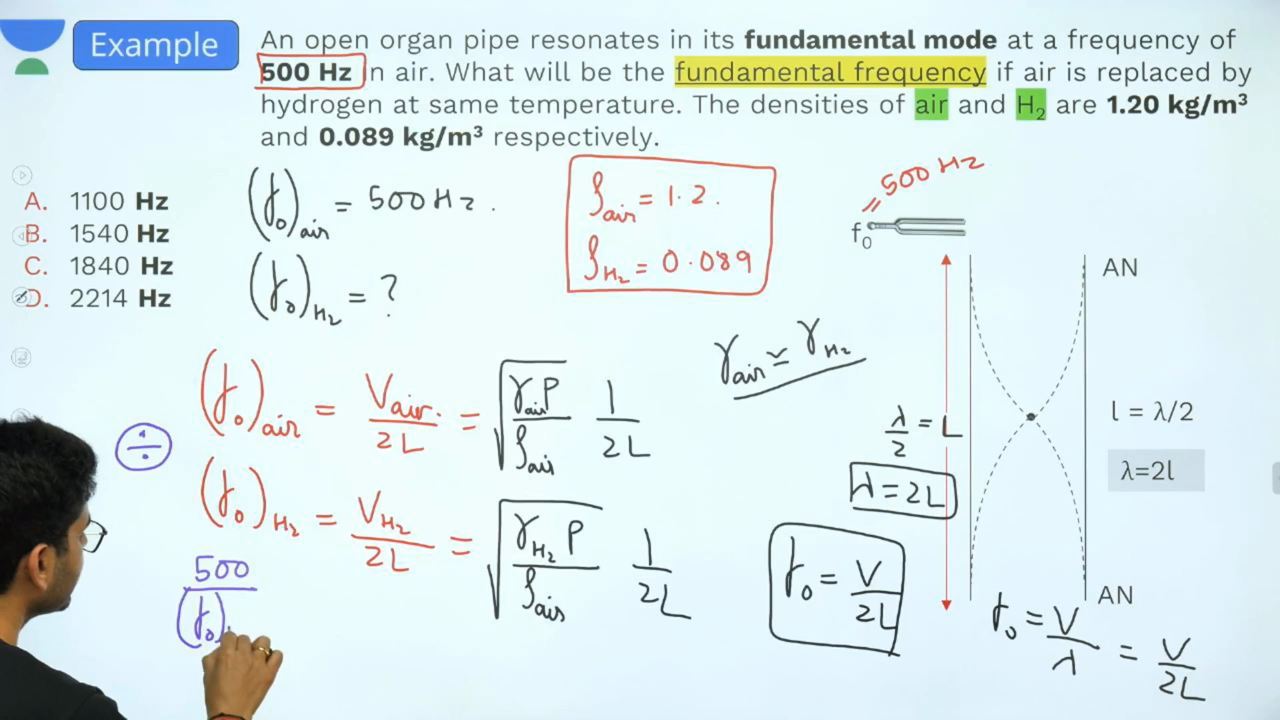 Example
An open organ pipe resonates in its fundamental mode at a frequency of
500 Hz in air. What will be the fundamental frequency if air is replaced by
hydrogen at same temperature. The densities of air and H₂ are 1.20 kg/m³
and 0.089 kg/m³ respectively.
A. 1100 Hz
B. 1540 Hz
C. 1840 Hz
D. 2214 Hz
(f₀)air = 500 Hz.
(f₀)H₂ = ?
ρair = 1.2.
ρH₂ = 0.089
500 Hz
f₀
AN
γair ≃ γH₂
(f₀)air = Vair/2L = √(γair P/ρair) 1/2L
÷
(f₀)H₂ = VH₂/2L = √(γH₂ P/ρair) 1/2L
500/(f₀)
λ/2 = L
λ = 2L
l = λ/2
λ=2l
f₀ = V/2L
AN
f₀ = V/λ = V/2L